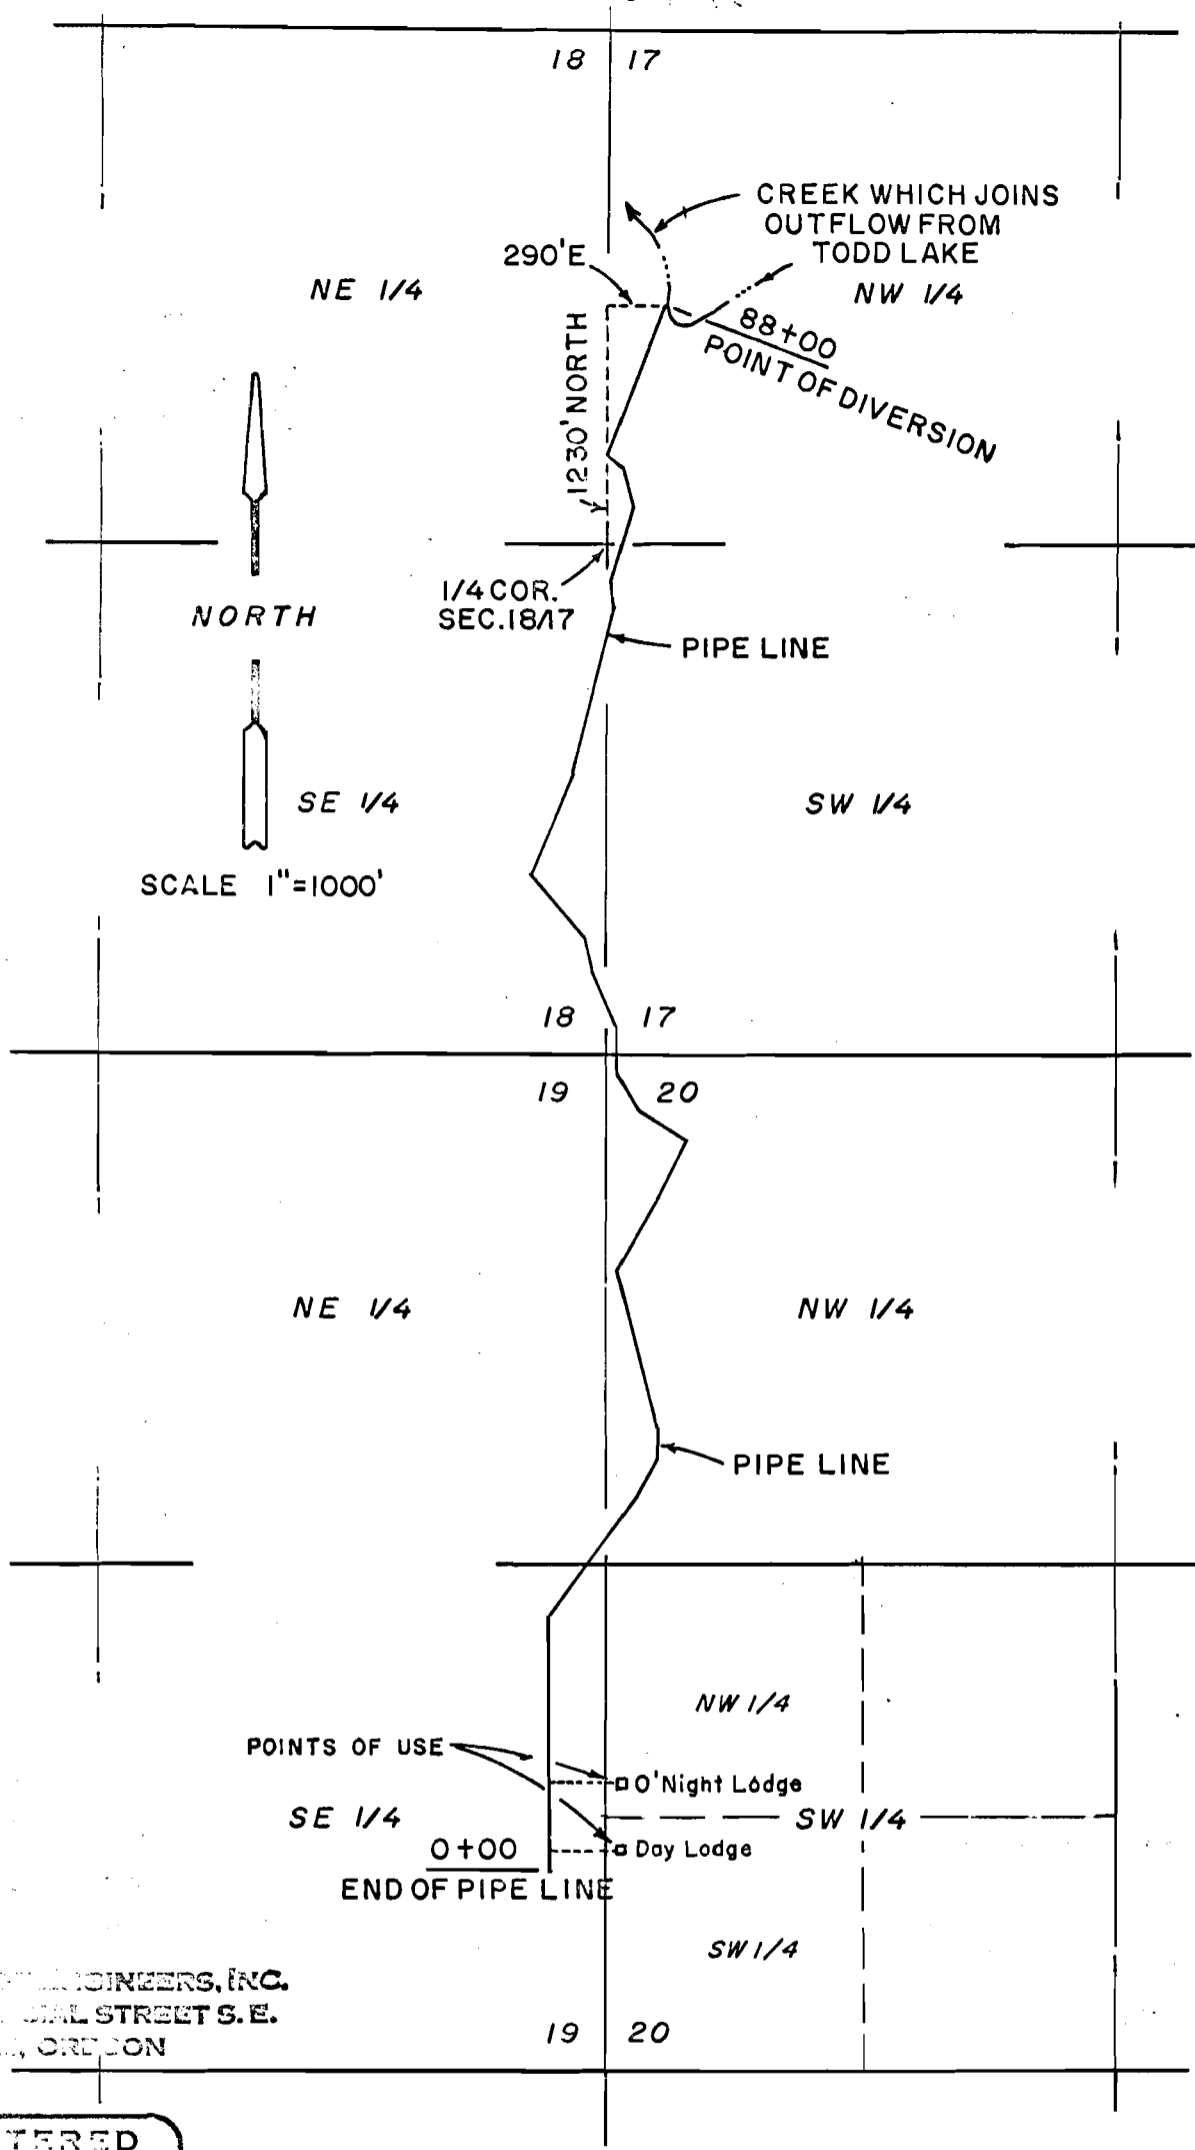 18 17
CREEK WHICH JOINS
OUTFLOW FROM
TODD LAKE
290'E
NE 1/4
NW 1/4
88+00
POINT OF DIVERSION
1230' NORTH
1/4 COR.
SEC. 18/17
NORTH
PIPE LINE
SE 1/4
SW 1/4
SCALE 1"=1000'
18 17
19 20
NE 1/4
NW 1/4
PIPE LINE
NW 1/4
POINTS OF USE
O'Night Lodge
SE 1/4
SW 1/4
0+00
Day Lodge
END OF PIPE LINE
SW 1/4
INEERS, INC.
STREET S. E.
19 20